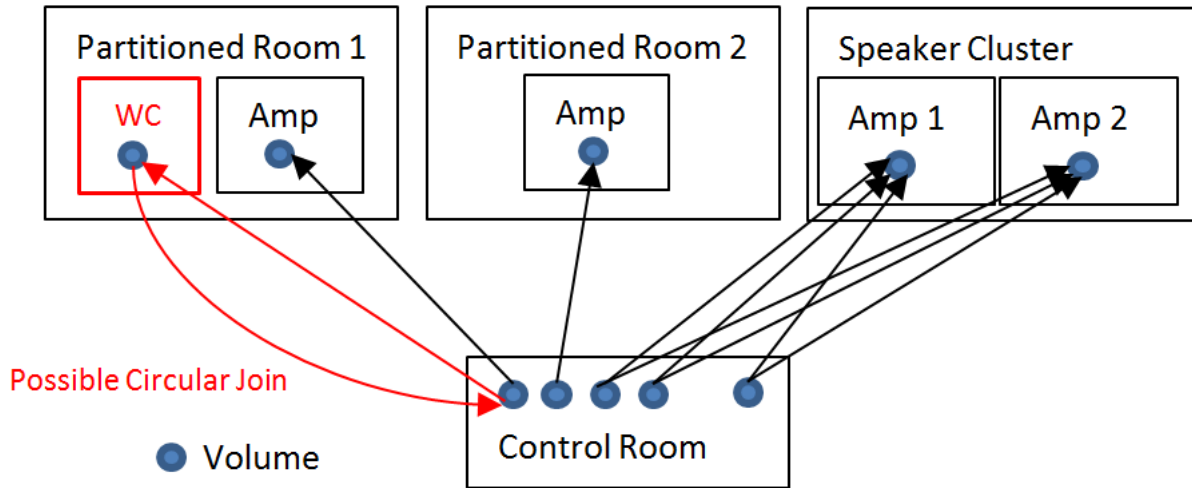 Partitioned Room 1
Partitioned Room 2
Speaker Cluster
WC
Amp
Amp
Amp 1
Amp 2
Possible Circular Join
Control Room
Volume